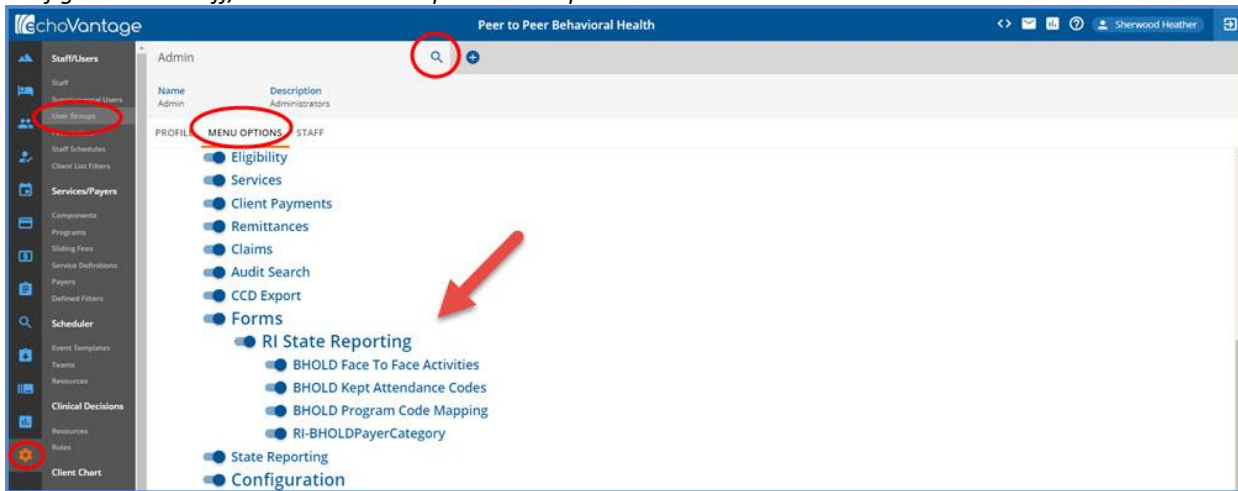 EchoVantage
Peer to Peer Behavioral Health
Sherwood Heather
Staff/Users
Staff
Supplemental Users
User Groups
Staff Schedules
Client List Filters
Services/Payers
Components
Programs
Sliding Fees
Service Definitions
Payers
Defined Filters
Scheduler
Event Templates
Teams
Resources
Clinical Decisions
Resources
Rules
Client Chart
Admin
Name Description
Admin Administrators
PROFILE MENU OPTIONS STAFF
Eligibility
Services
Client Payments
Remittances
Claims
Audit Search
CCD Export
Forms
RI State Reporting
BHOLD Face To Face Activities
BHOLD Kept Attendance Codes
BHOLD Program Code Mapping
RI-BHOLDPayerCategory
State Reporting
Configuration